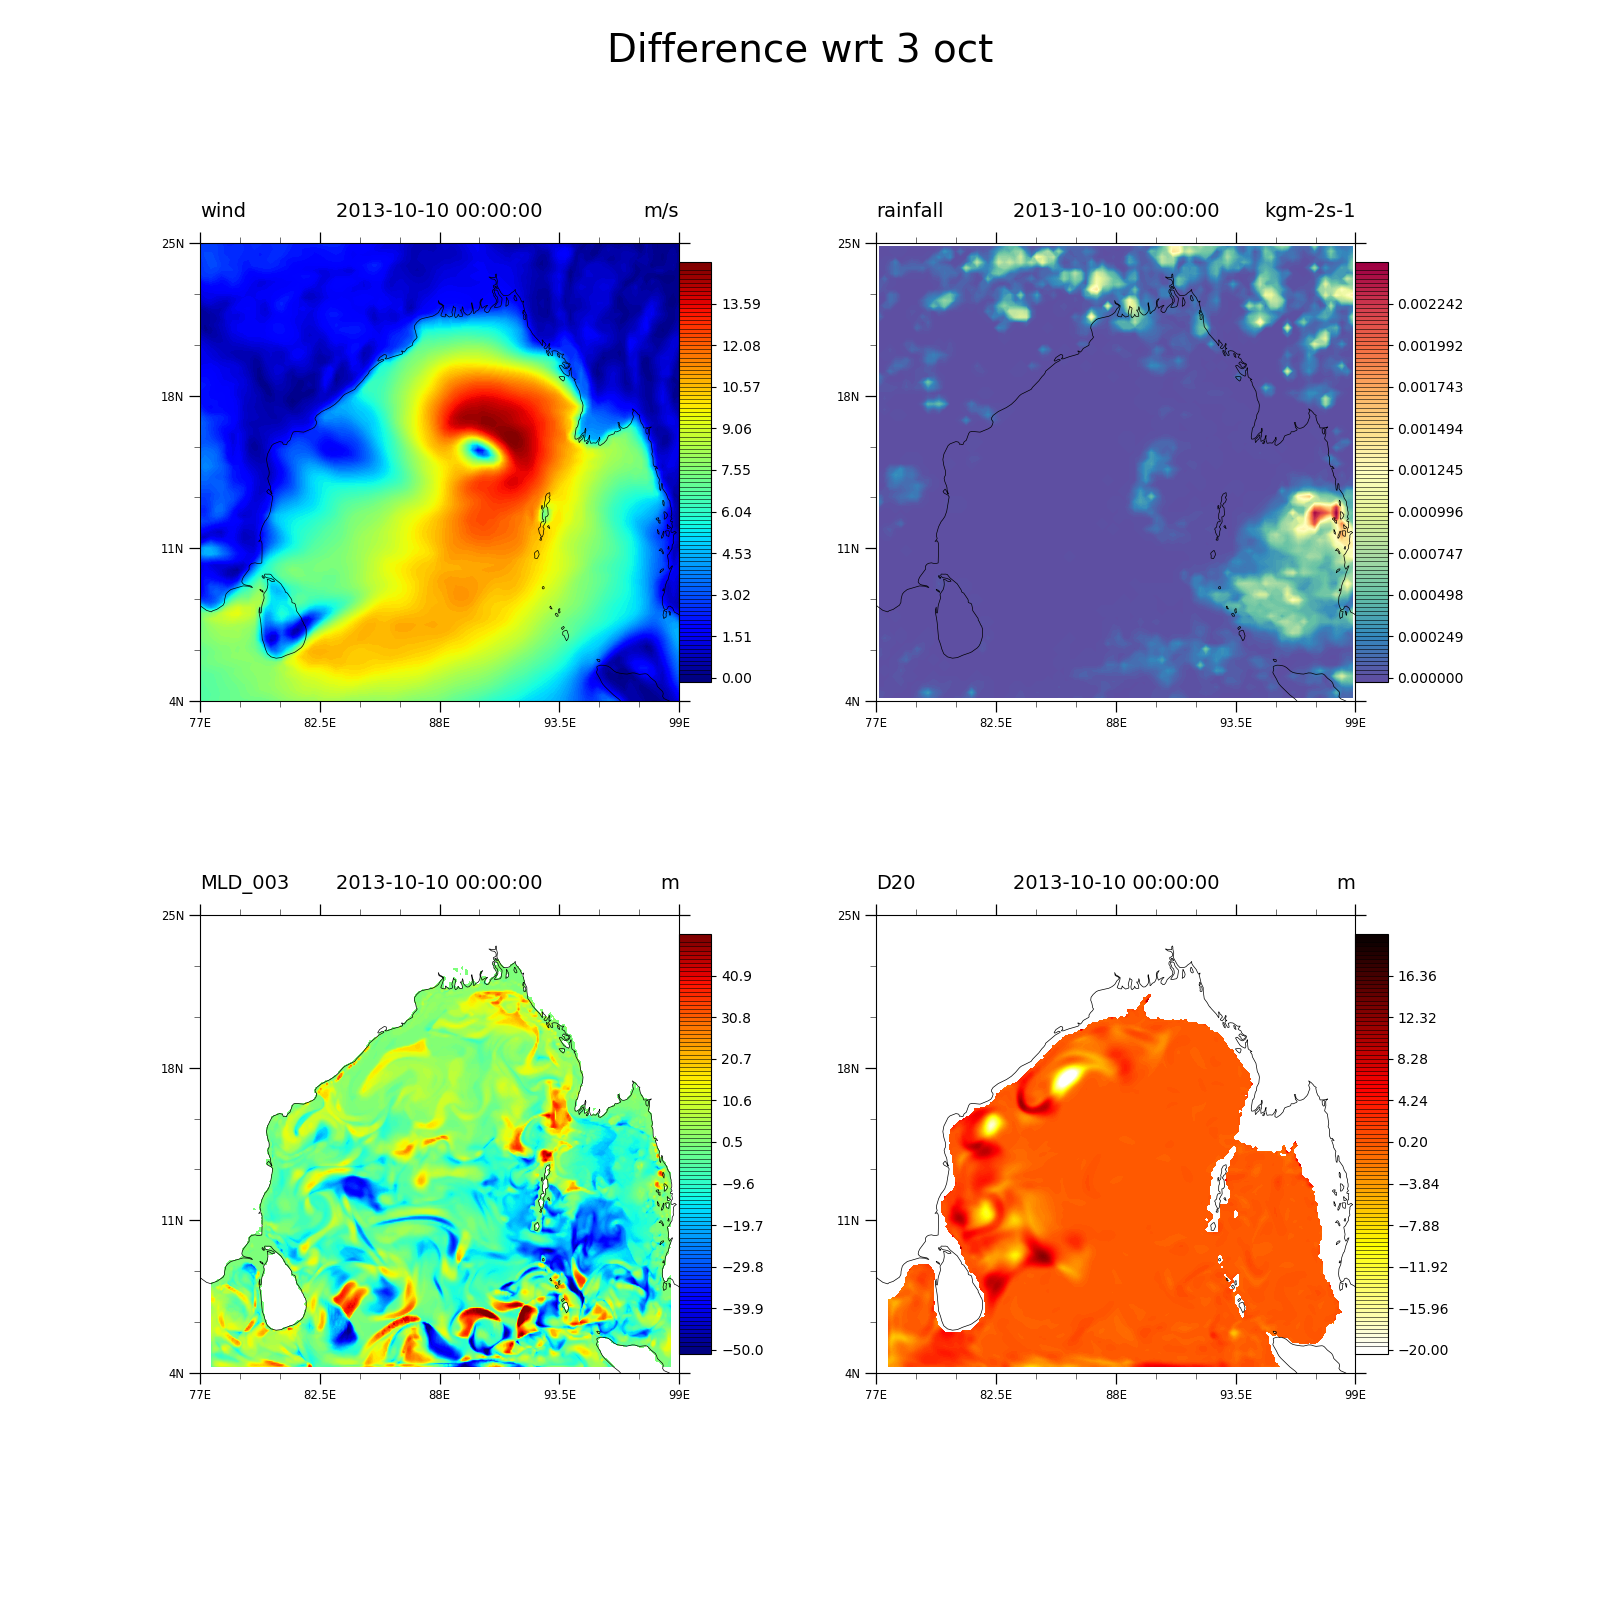 Difference wrt 3 oct
wind 2013-10-10 00:00:00 m/s
25N
18N
11N
4N
77E 82.5E 88E 93.5E 99E
13.59
12.08
10.57
9.06
7.55
6.04
4.53
3.02
1.51
0.00
rainfall 2013-10-10 00:00:00 kgm-2s-1
25N
18N
11N
4N
77E 82.5E 88E 93.5E 99E
0.002242
0.001992
0.001743
0.001494
0.001245
0.000996
0.000747
0.000498
0.000249
0.000000
MLD_003 2013-10-10 00:00:00 m
25N
18N
11N
4N
77E 82.5E 88E 93.5E 99E
40.9
30.8
20.7
10.6
0.5
−9.6
−19.7
−29.8
−39.9
−50.0
D20 2013-10-10 00:00:00 m
25N
18N
11N
4N
77E 82.5E 88E 93.5E 99E
16.36
12.32
8.28
4.24
0.20
−3.84
−7.88
−11.92
−15.96
−20.00